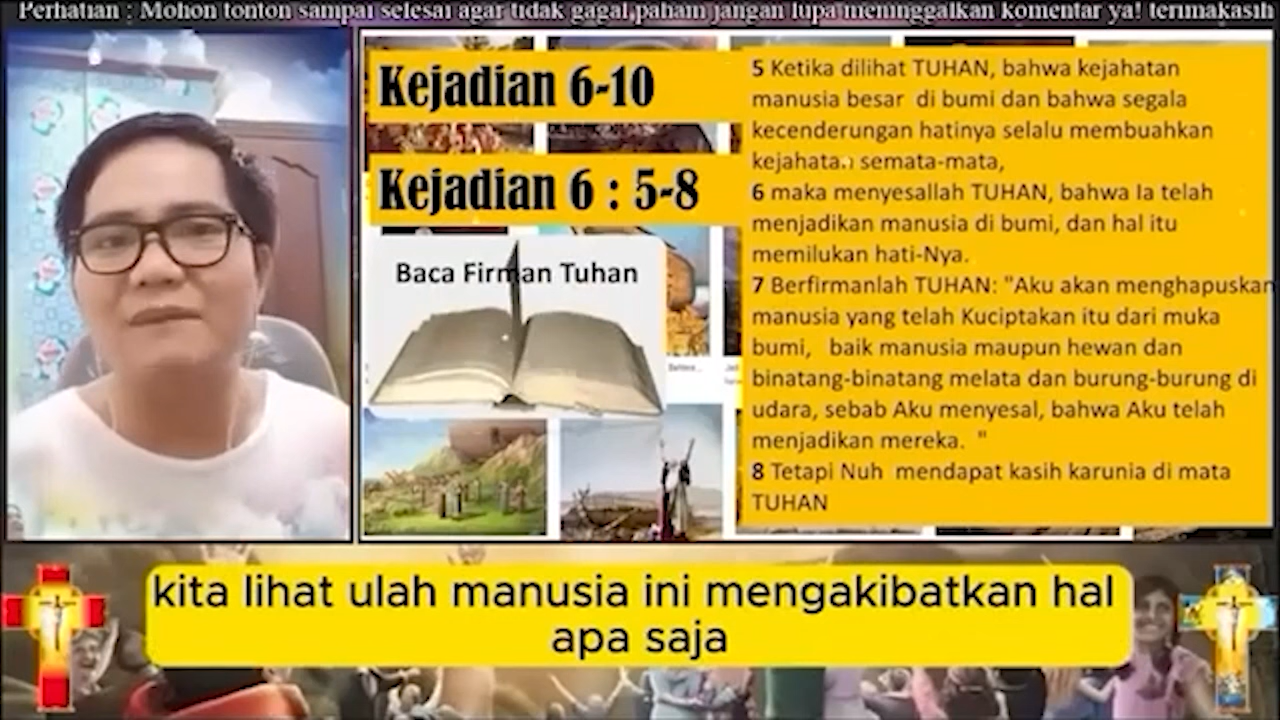 Perhatian : Mohon tonton sampai selesai agar tidak gagal paham jangan lupa meninggalkan komentar ya! terimakasih
Kejadian 6-10
Kejadian 6 : 5-8
Baca Firman Tuhan
5 Ketika dilihat TUHAN, bahwa kejahatan
manusia besar di bumi dan bahwa segala
kecenderungan hatinya selalu membuahkan
kejahatan semata-mata,
6 maka menyesallah TUHAN, bahwa Ia telah
menjadikan manusia di bumi, dan hal itu
memilukan hati-Nya.
7 Berfirmanlah TUHAN: "Aku akan menghapuskan
manusia yang telah Kuciptakan itu dari muka
bumi, baik manusia maupun hewan dan
binatang-binatang melata dan burung-burung di
udara, sebab Aku menyesal, bahwa Aku telah
menjadikan mereka. "
8 Tetapi Nuh mendapat kasih karunia di mata
TUHAN
kita lihat ulah manusia ini mengakibatkan hal
apa saja